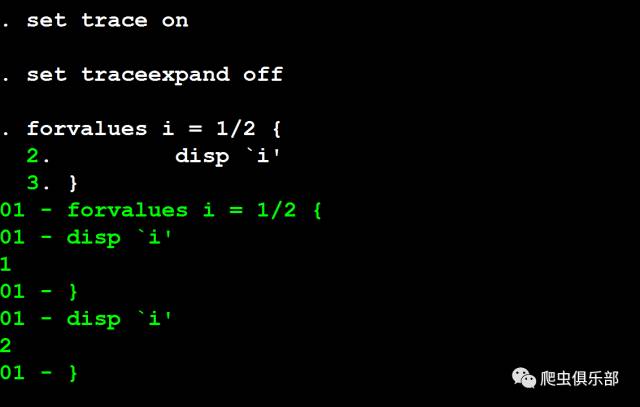 . set trace on
. set traceexpand off
. forvalues i = 1/2 {
2. disp `i'
3. }
01 - forvalues i = 1/2 {
01 - disp `i'
1
01 - }
01 - disp `i'
2
01 - }
爬虫俱乐部